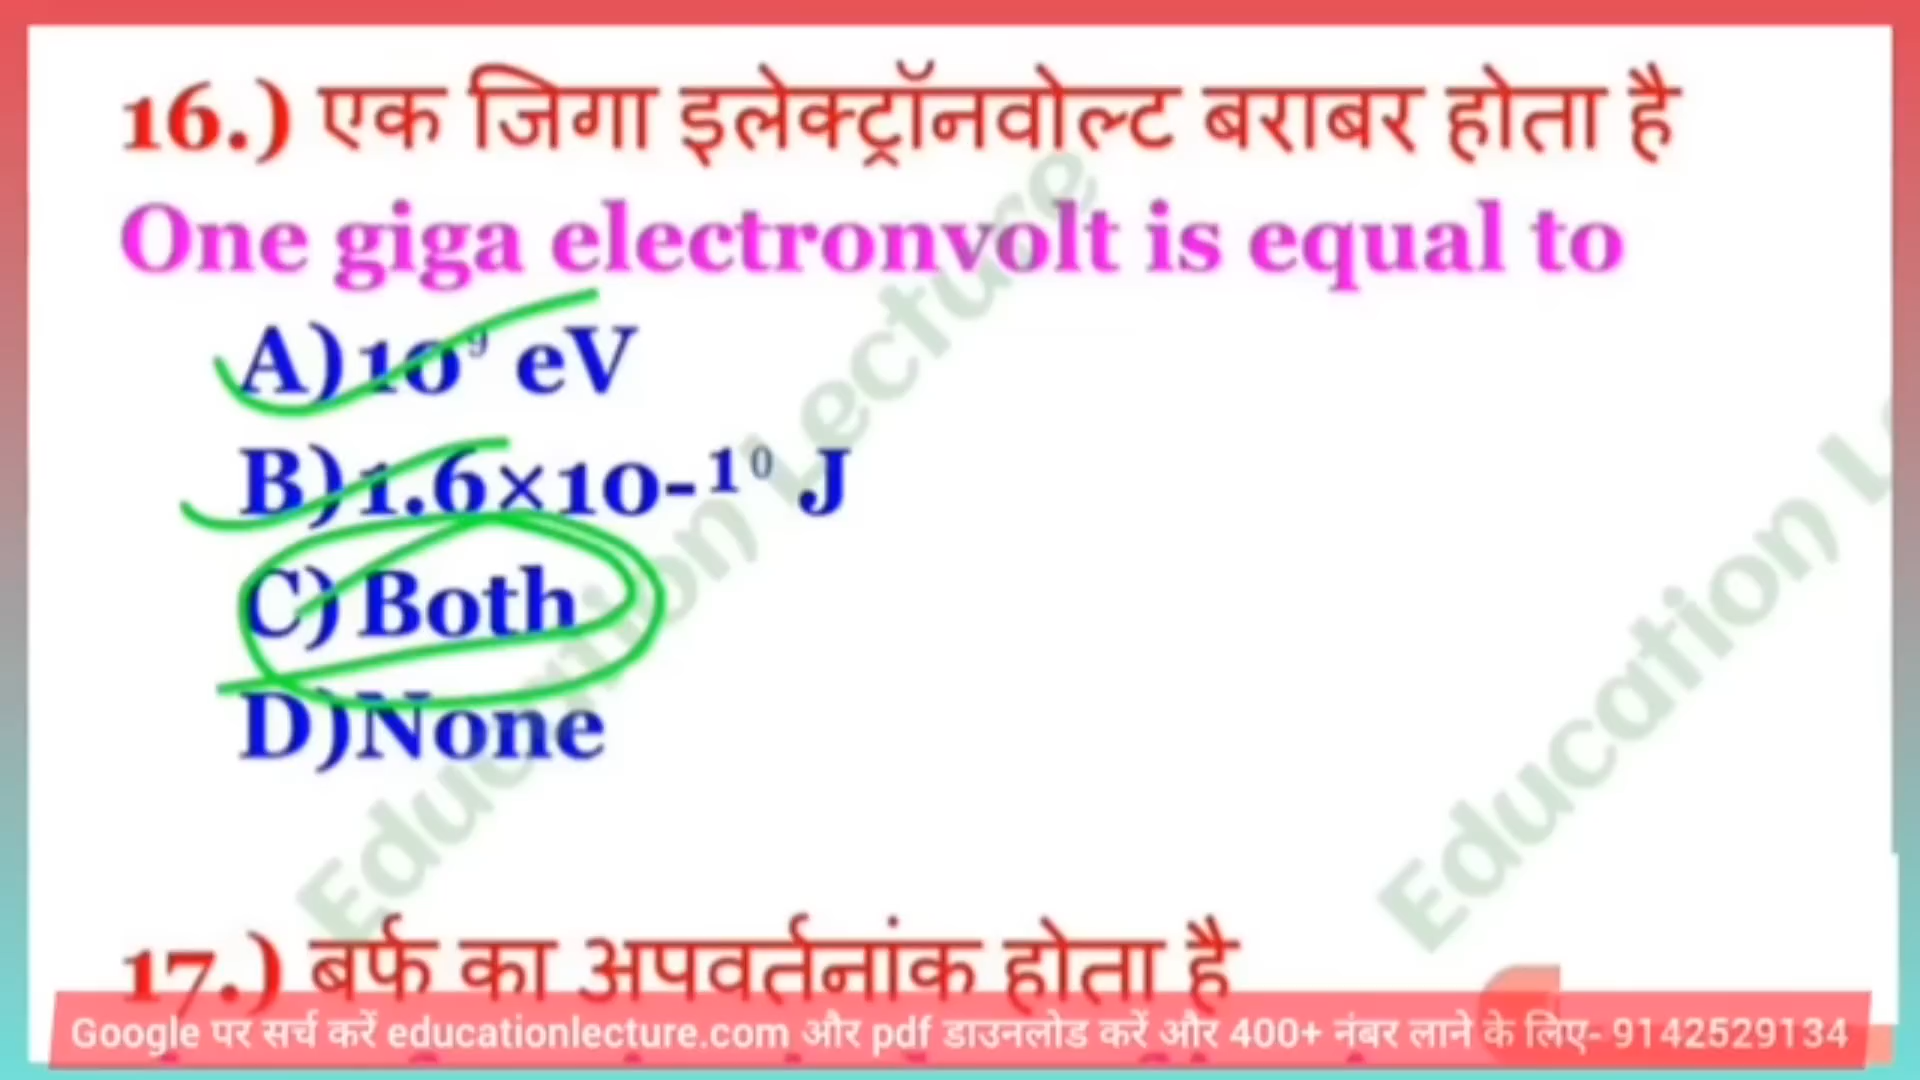 16.) एक जिगा इलेक्ट्रॉनवोल्ट बराबर होता है
One giga electronvolt is equal to
A) 10⁹ eV
B) 1.6×10-¹⁰ J
C) Both
D)None
Education Lecture
Education Le
17.) बर्फ का अपवर्तनांक होता है
Google पर सर्च करें educationlecture.com और pdf डाउनलोड करें और 400+ नंबर लाने के लिए- 9142529134